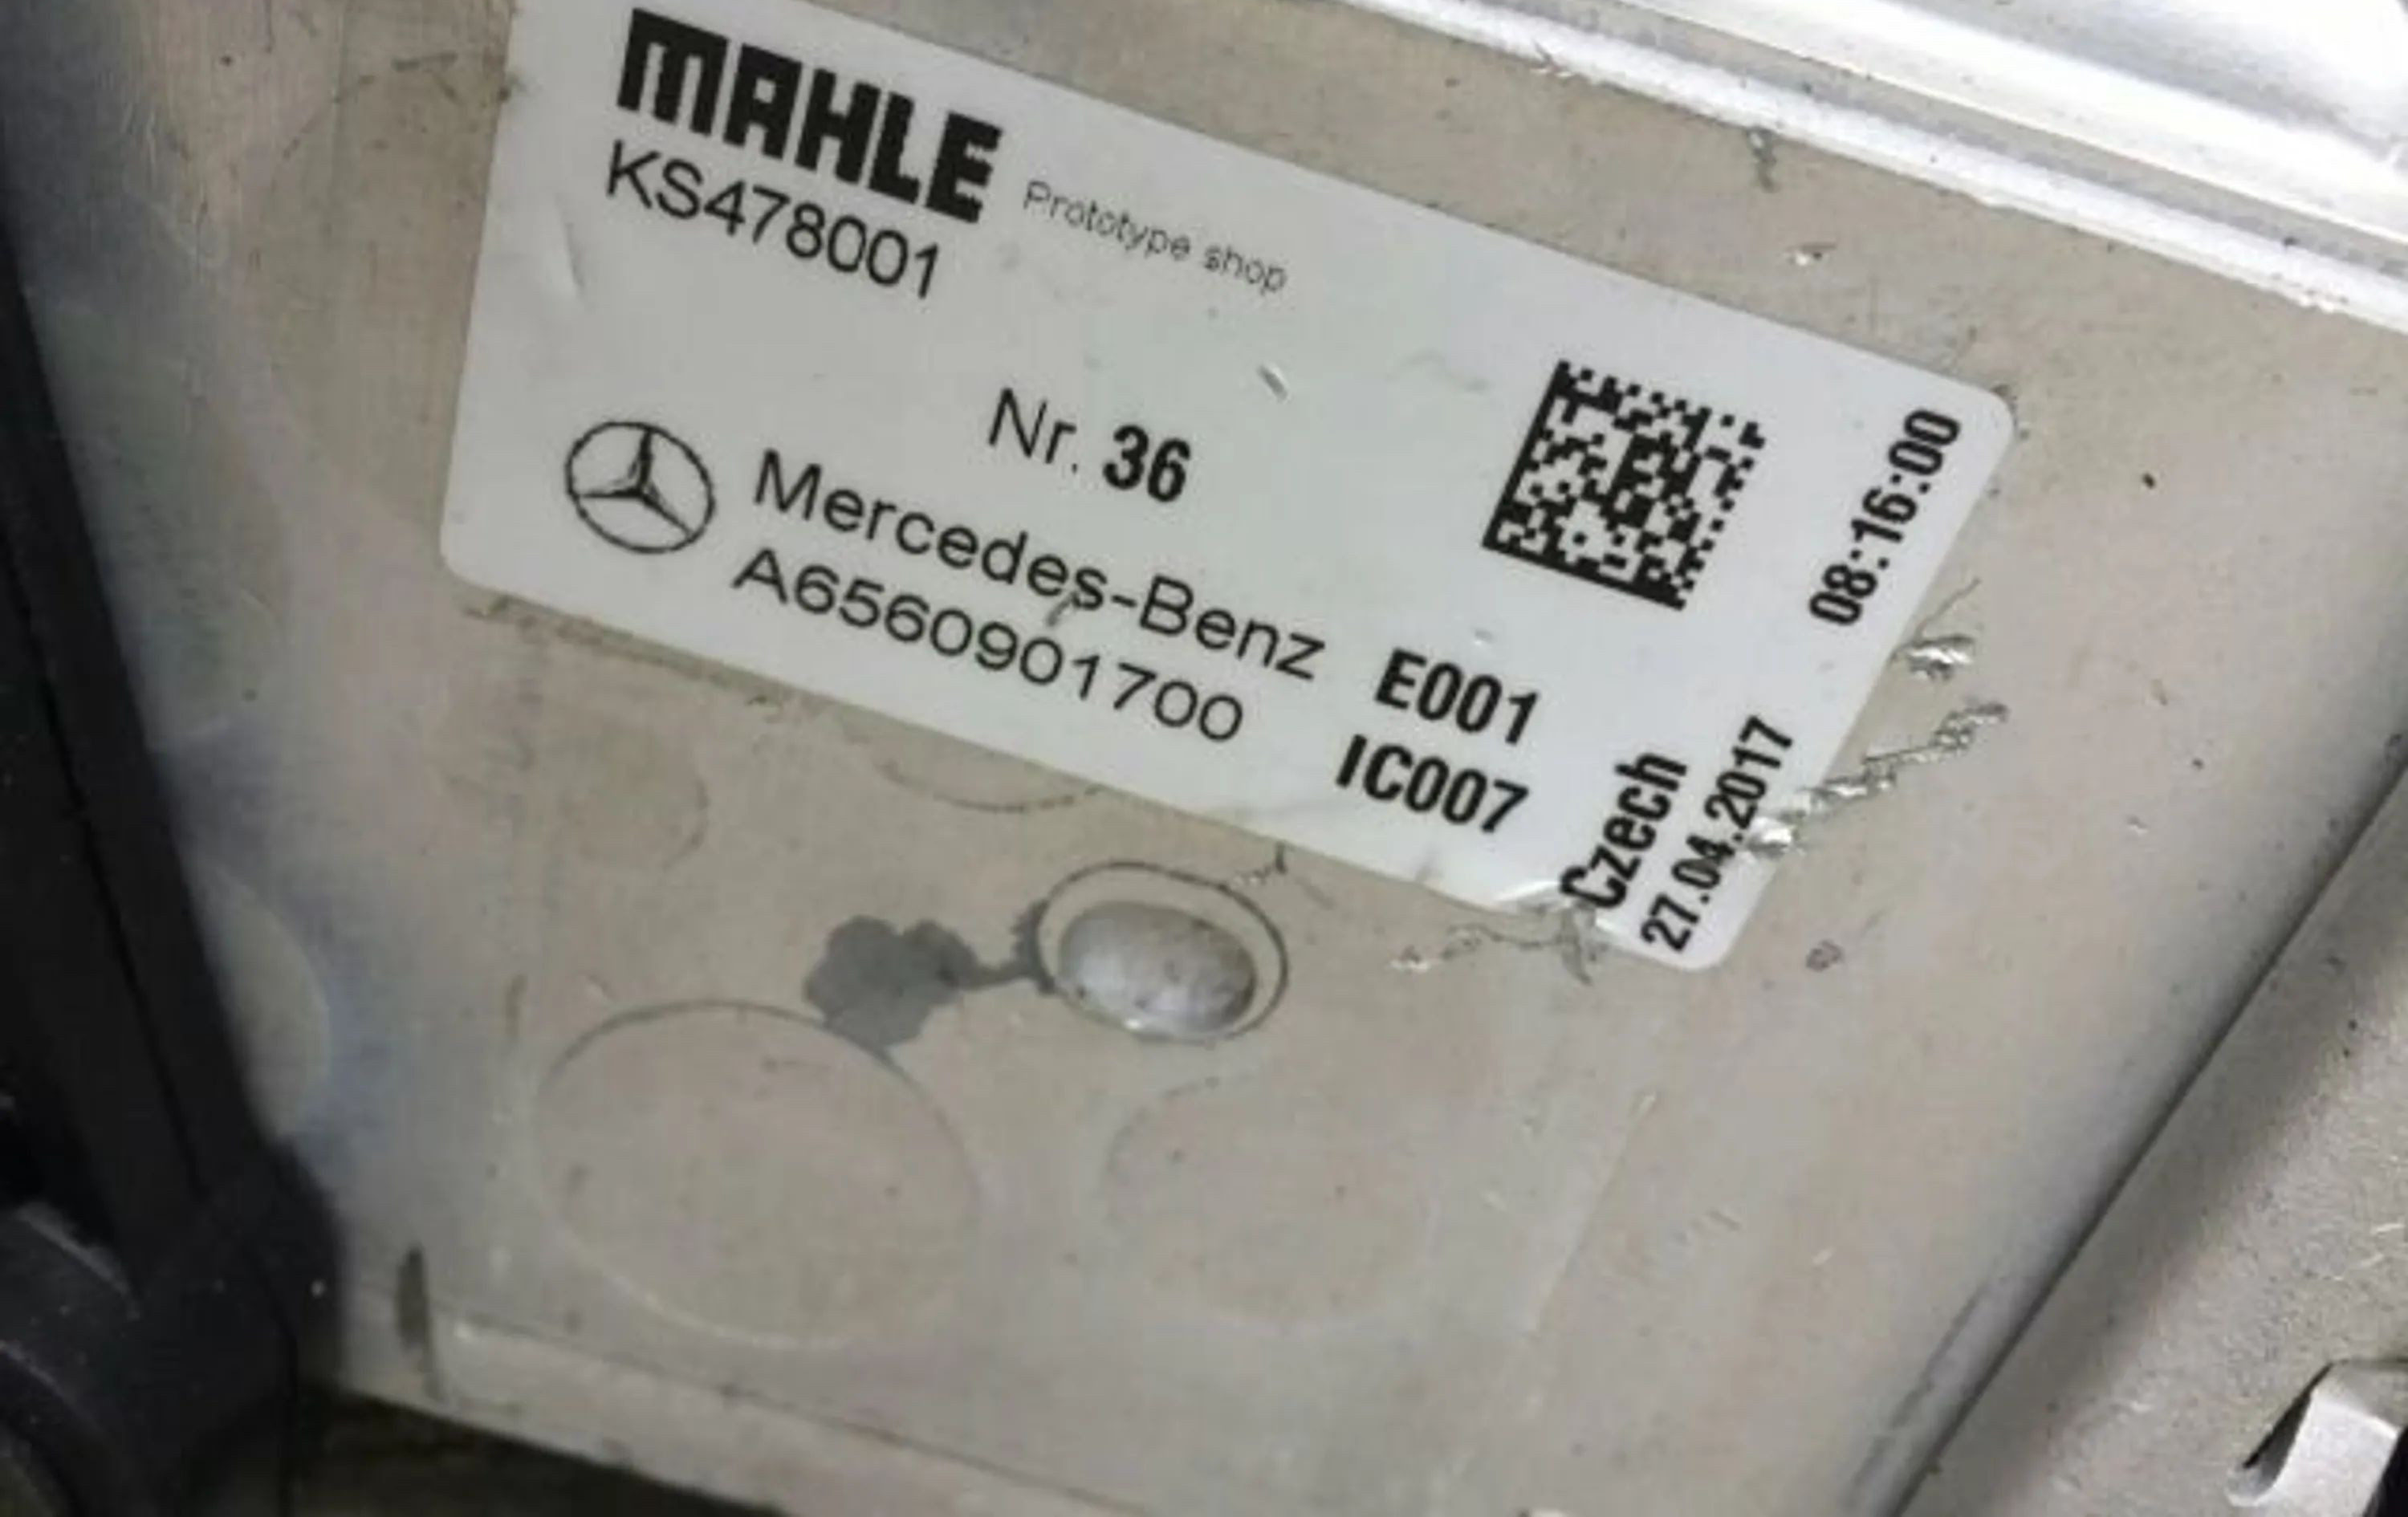 MAHLE Prototype shop
KS478001
Nr. 36
Mercedes-Benz E001
A6560901700 IC007
Czech
27.04.2017 08:16:00